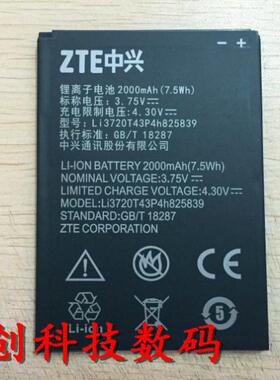 ZTE中兴
锂离子电池 2000mAh(7.5Wh)
标称电压: 3.75V
充电限制电压: 4.30V
型号: Li3720T43P4h825839
执行标准: GB/T 18287
中兴通讯股份有限公司
LI-ION BATTERY 2000mAh(7.5Wh)
NOMINAL VOLTAGE:3.75V
LIMITED CHARGE VOLTAGE:4.30V
MODEL:Li3720T43P4h825839
STANDARD:GB/T 18287
ZTE CORPORATION
5
Li-ion
创科技数码